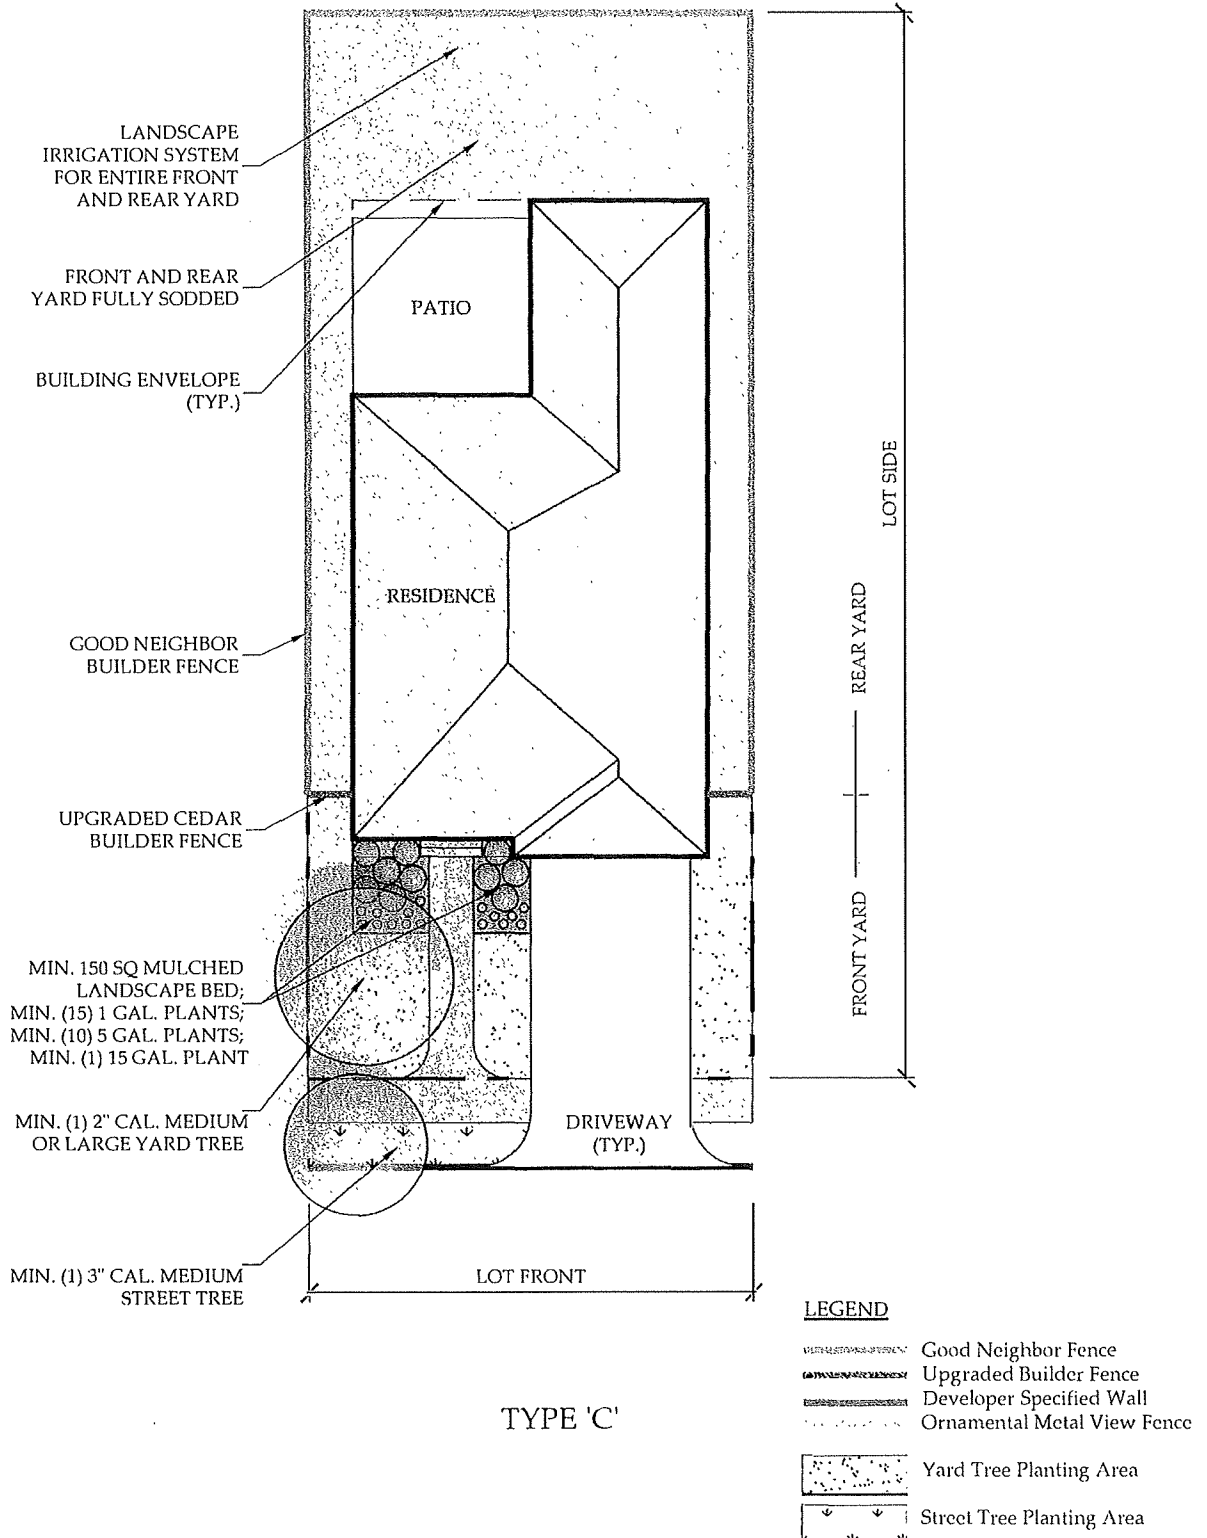 LANDSCAPE
IRRIGATION SYSTEM
FOR ENTIRE FRONT
AND REAR YARD
FRONT AND REAR
YARD FULLY SODDED
PATIO
BUILDING ENVELOPE
(TYP.)
LOT SIDE
RESIDENCE
REAR YARD
GOOD NEIGHBOR
BUILDER FENCE
UPGRADED CEDAR
BUILDER FENCE
FRONT YARD
MIN. 150 SQ MULCHED
LANDSCAPE BED;
MIN. (15) 1 GAL. PLANTS;
MIN. (10) 5 GAL. PLANTS;
MIN. (1) 15 GAL. PLANT
MIN. (1) 2" CAL. MEDIUM
OR LARGE YARD TREE
DRIVEWAY
(TYP.)
MIN. (1) 3" CAL. MEDIUM
STREET TREE
LOT FRONT
LEGEND
Good Neighbor Fence
Upgraded Builder Fence
Developer Specified Wall
Ornamental Metal View Fence
Yard Tree Planting Area
Street Tree Planting Area
TYPE 'C'